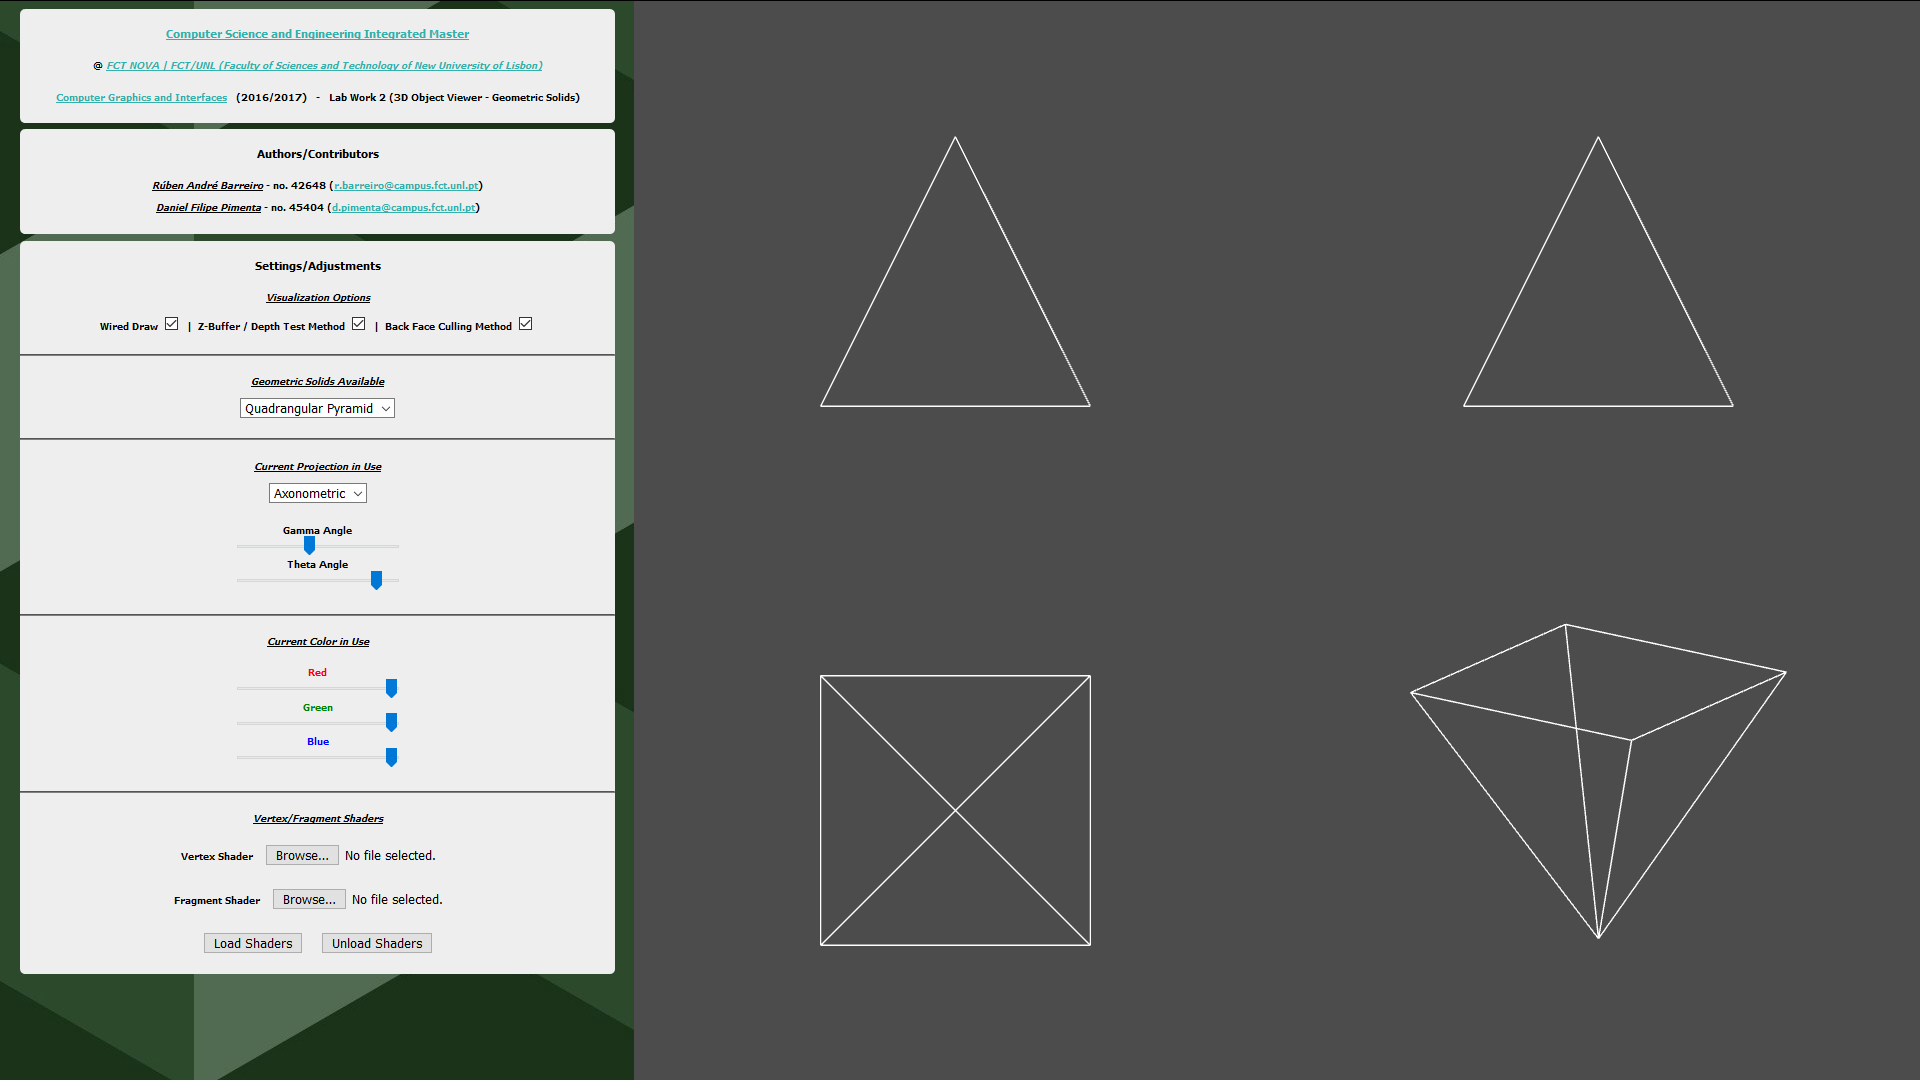 Computer Science and Engineering Integrated Master
@ FCT NOVA | FCT/UNL (Faculty of Sciences and Technology of New University of Lisbon)
Computer Graphics and Interfaces (2016/2017) - Lab Work 2 (3D Object Viewer - Geometric Solids)
Authors/Contributors
Rúben André Barreiro - no. 42648 (r.barreiro@campus.fct.unl.pt)
Daniel Filipe Pimenta - no. 45404 (d.pimenta@campus.fct.unl.pt)
Settings/Adjustments
Visualization Options
Wired Draw | Z-Buffer / Depth Test Method | Back Face Culling Method
Geometric Solids Available
Quadrangular Pyramid
Current Projection in Use
Axonometric
Gamma Angle
Theta Angle
Current Color in Use
Red
Green
Blue
Vertex/Fragment Shaders
Vertex Shader Browse... No file selected.
Fragment Shader Browse... No file selected.
Load Shaders Unload Shaders